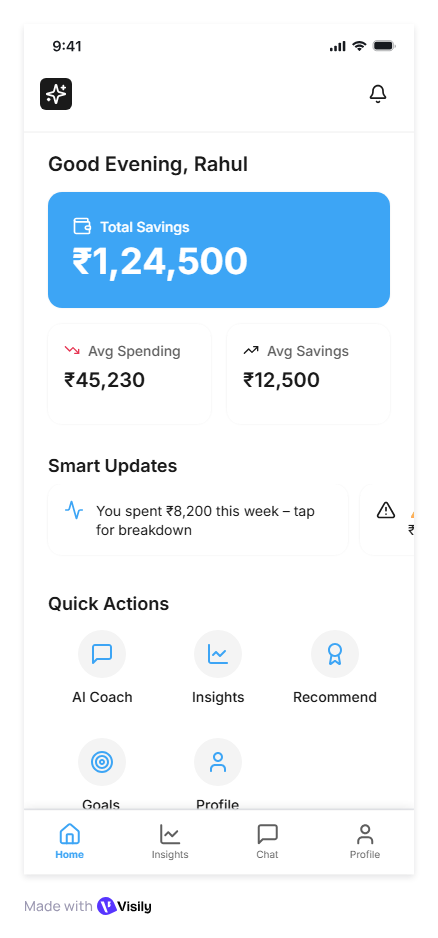 9:41
Good Evening, Rahul
Total Savings
₹1,24,500
Avg Spending
₹45,230
Avg Savings
₹12,500
Smart Updates
You spent ₹8,200 this week – tap
for breakdown
₹
Quick Actions
AI Coach
Insights
Recommend
Goals
Profile
Home
Insights
Chat
Profile
Made with Visily